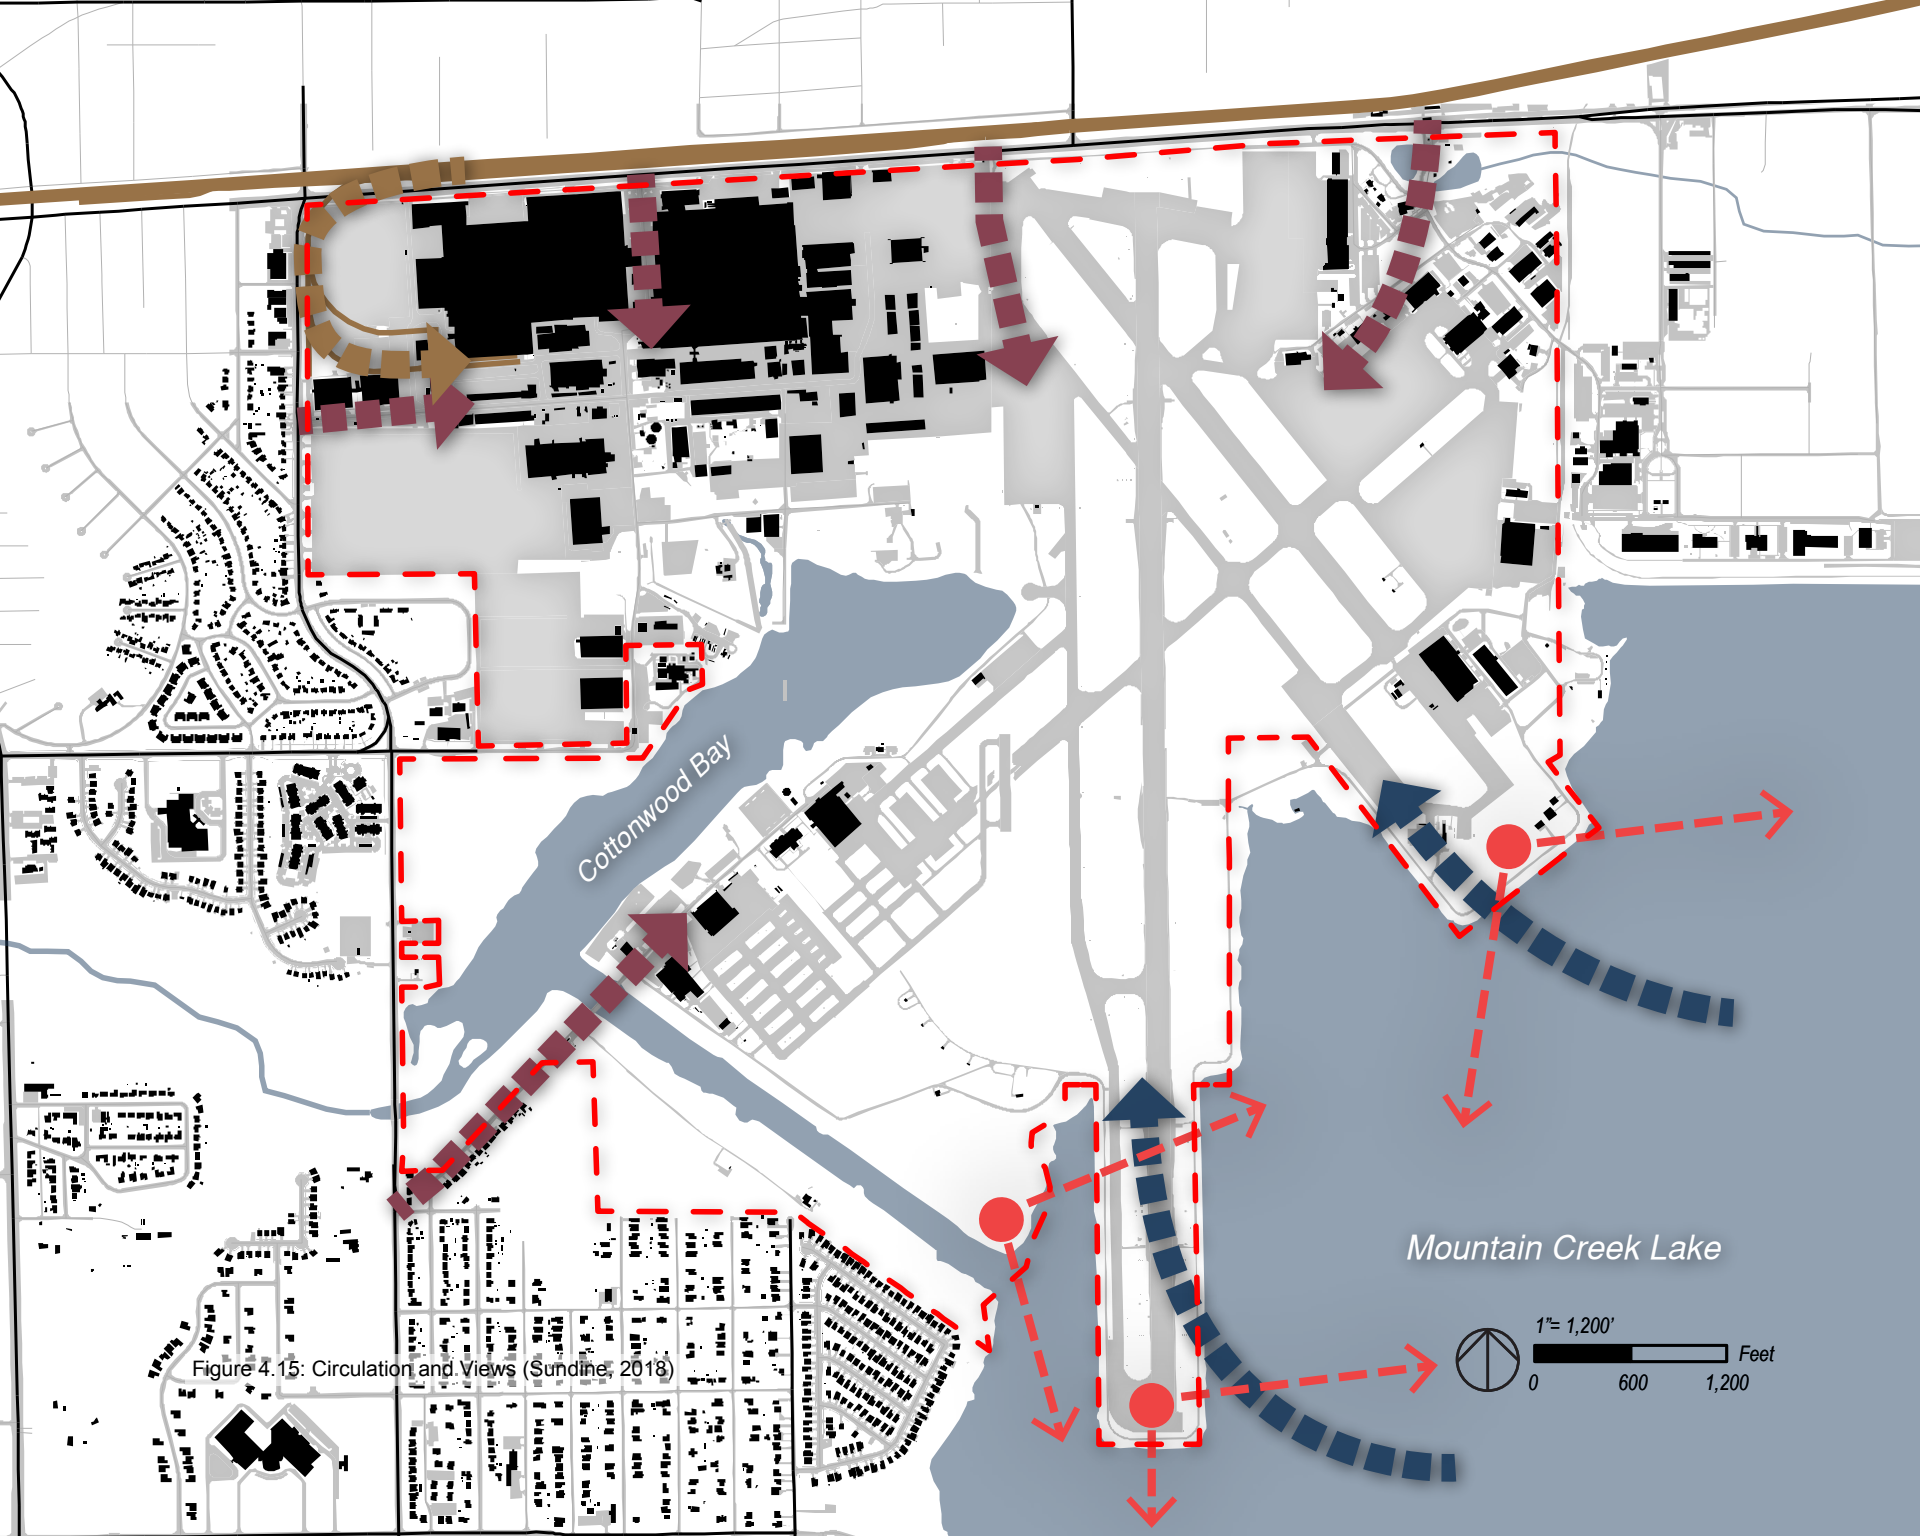 Cottonwood Bay
Mountain Creek Lake
1"= 1,200'
Feet
0 600 1,200
Figure 4.15: Circulation and Views (Sundine, 2018)